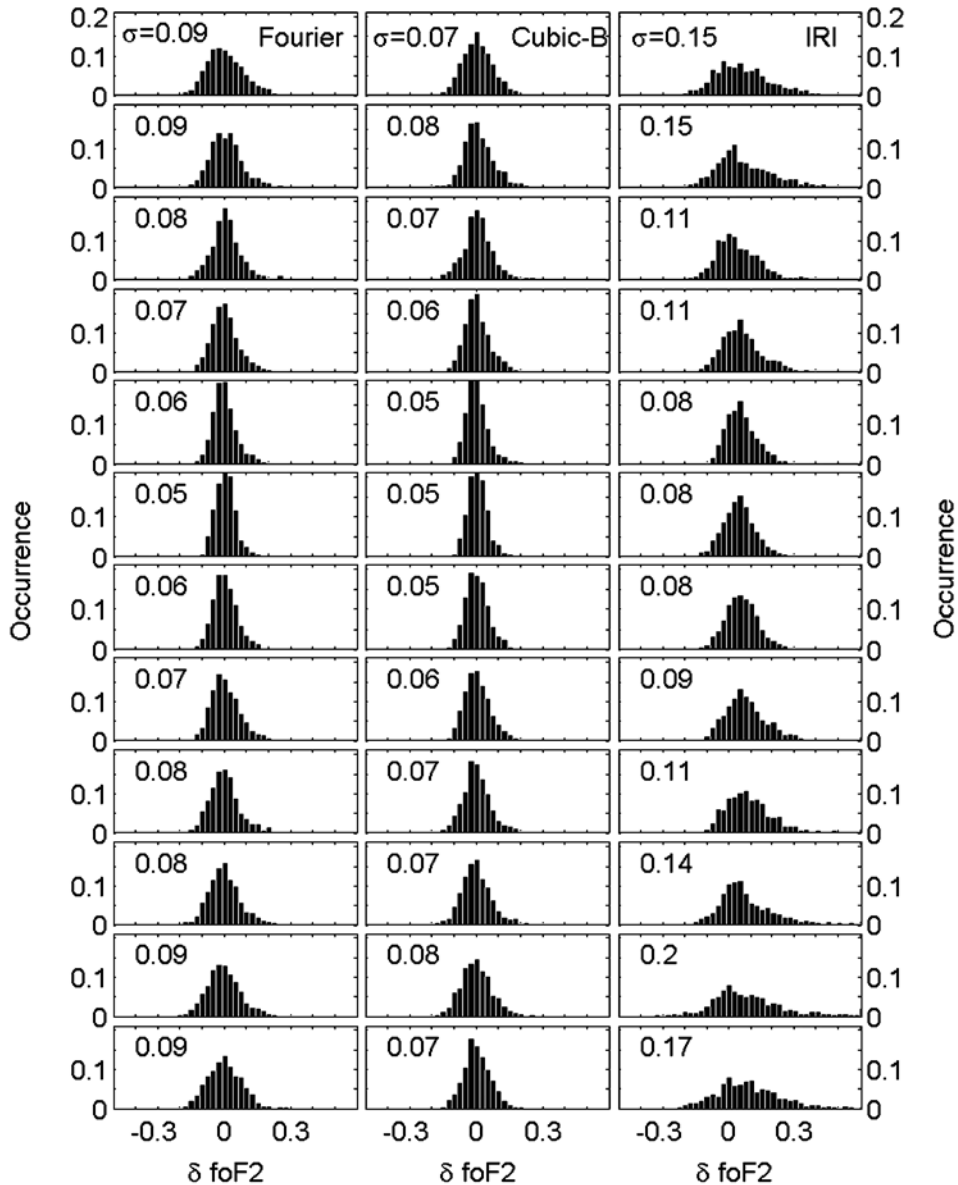 0.2 σ=0.09 Fourier σ=0.07 Cubic-B σ=0.15 IRI 0.2
0.1 0.1
0 0
0.09 0.08 0.15
0.1 0.1
0 0
0.08 0.07 0.11
0.1 0.1
0 0
0.07 0.06 0.11
0.1 0.1
0 0
0.06 0.05 0.08
0.1 0.1
0 0
0.05 0.05 0.08
0.1 0.1
0 0
0.06 0.05 0.08
0.1 0.1
0 0
0.07 0.06 0.09
0.1 0.1
0 0
0.08 0.07 0.11
0.1 0.1
0 0
0.08 0.07 0.14
0.1 0.1
0 0
0.09 0.08 0.2
0.1 0.1
0 0
0.09 0.07 0.17
0.1 0.1
0 0
-0.3 0 0.3 -0.3 0 0.3 -0.3 0 0.3
δ foF2 δ foF2 δ foF2
Occurrence
Occurrence